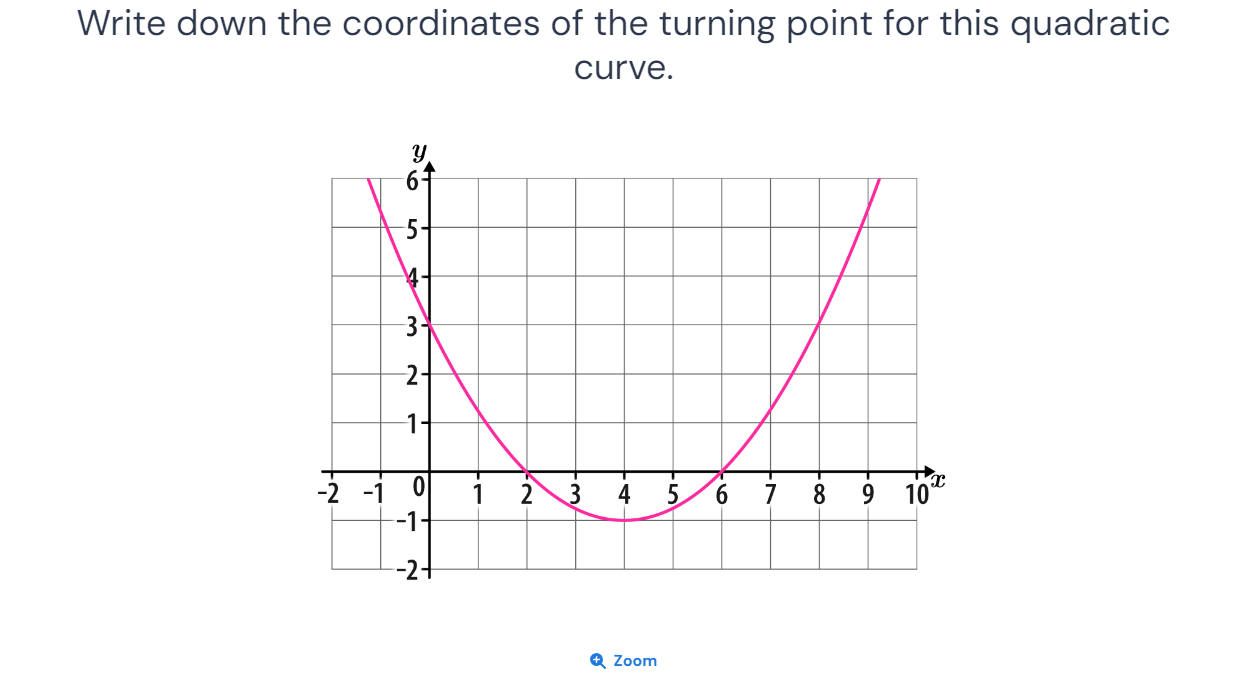 Write down the coordinates of the turning point for this quadratic
curve.
y
6
5
4
3
2
1
-2 -1 0 1 2 3 4 5 6 7 8 9 10 x
-1
-2
Zoom